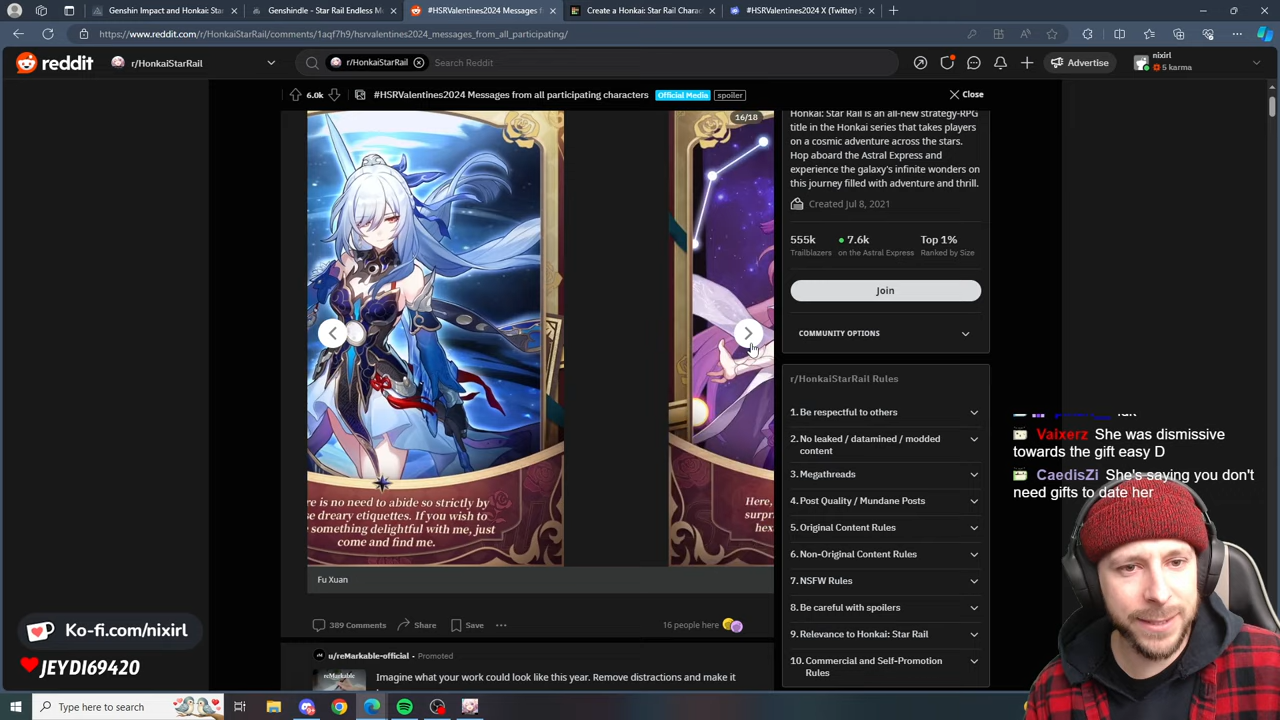 Genshin Impact and Honkai: Star
Genshindle - Star Rail Endless M
#HSRValentines2024 Messages f
Create a Honkai: Star Rail Charac
#HSRValentines2024 X (Twitter)
https://www.reddit.com/r/HonkaiStarRail/comments/1aqf7h9/hsrvalentines2024_messages_from_all_participating/
reddit
r/HonkaiStarRail
r/HonkaiStarRail
Search Reddit
Advertise
nixirl
5 karma
6.0k
#HSRValentines2024 Messages from all participating characters
Official Media
spoiler
Close
16/18
Honkai: Star Rail is an all-new strategy-RPG
title in the Honkai series that takes players
on a cosmic adventure across the stars.
Hop aboard the Astral Express and
experience the galaxy's infinite wonders on
this journey filled with adventure and thrill.
Created Jul 8, 2021
555k
7.6k
Top 1%
Trailblazers
on the Astral Express
Ranked by Size
Join
COMMUNITY OPTIONS
r/HonkaiStarRail Rules
1. Be respectful to others
2. No leaked / datamined / modded
content
3. Megathreads
4. Post Quality / Mundane Posts
5. Original Content Rules
6. Non-Original Content Rules
7. NSFW Rules
8. Be careful with spoilers
9. Relevance to Honkai: Star Rail
10. Commercial and Self-Promotion
Rules
re is no need to abide so strictly by
e dreary etiquettes. If you wish to
something delightful with me, just
come and find me.
Here,
surpr
hex
Fu Xuan
389 Comments
Share
Save
16 people here
u/reMarkable-official • Promoted
reMarkable
Imagine what your work could look like this year. Remove distractions and make it
Vaixerz She was dismissive
towards the gift easy D
CaedisZi She's saying you don't
need gifts to date her
Ko-fi.com/nixirl
JEYDI69420
Type here to search